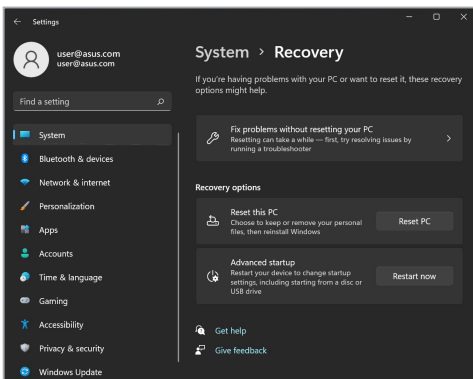 Settings
user@asus.com
user@asus.com
Find a setting
System
Bluetooth & devices
Network & internet
Personalization
Apps
Accounts
Time & language
Gaming
Accessibility
Privacy & security
Windows Update
System > Recovery
If you're having problems with your PC or want to reset it, these recovery
options might help.
Fix problems without resetting your PC
Resetting can take a while — first, try resolving issues by
running a troubleshooter
Recovery options
Reset this PC
Choose to keep or remove your personal
files, then reinstall Windows
Reset PC
Advanced startup
Restart your device to change startup
settings, including starting from a disc or
USB drive
Restart now
Get help
Give feedback